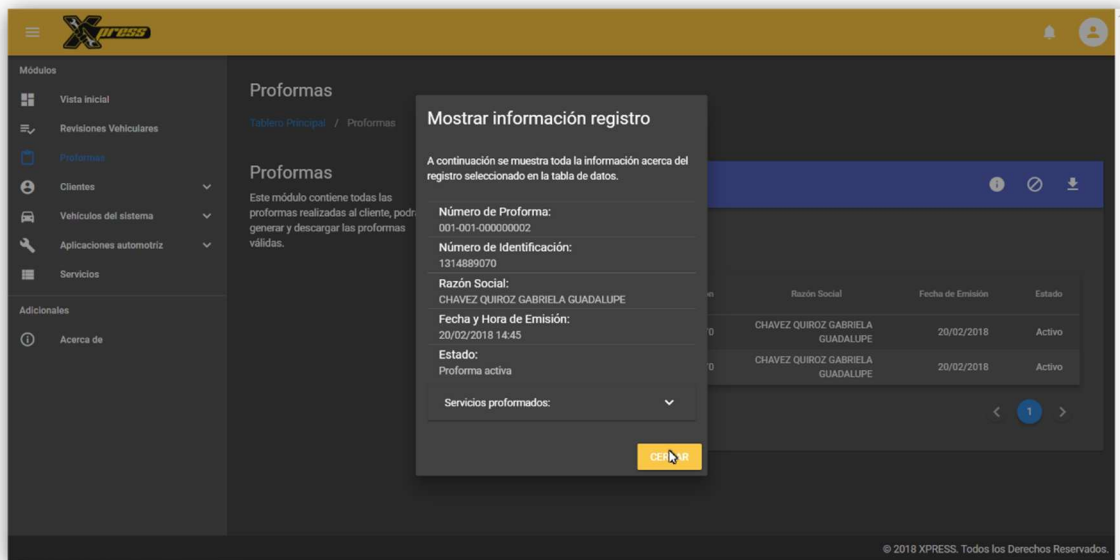 Xpress
Módulos
Vista inicial
Revisiones Vehiculares
Proformas
Clientes
Vehículos del sistema
Aplicaciones automotriz
Servicios
Adicionales
Acerca de
Proformas
Tablero Principal / Proformas
Proformas
Este módulo contiene todas las
proformas realizadas al cliente, podr
generar y descargar las proformas
válidas.
Mostrar información registro
A continuación se muestra toda la información acerca del
registro seleccionado en la tabla de datos.
Número de Proforma:
001-001-000000002
Número de Identificación:
1314889070
Razón Social:
CHAVEZ QUIROZ GABRIELA GUADALUPE
Fecha y Hora de Emisión:
20/02/2018 14:45
Estado:
Proforma activa
Servicios proformados:
CERRAR
Razón Social Fecha de Emisión Estado
CHAVEZ QUIROZ GABRIELA
GUADALUPE 20/02/2018 Activo
CHAVEZ QUIROZ GABRIELA
GUADALUPE 20/02/2018 Activo
1
© 2018 XPRESS. Todos los Derechos Reservados.